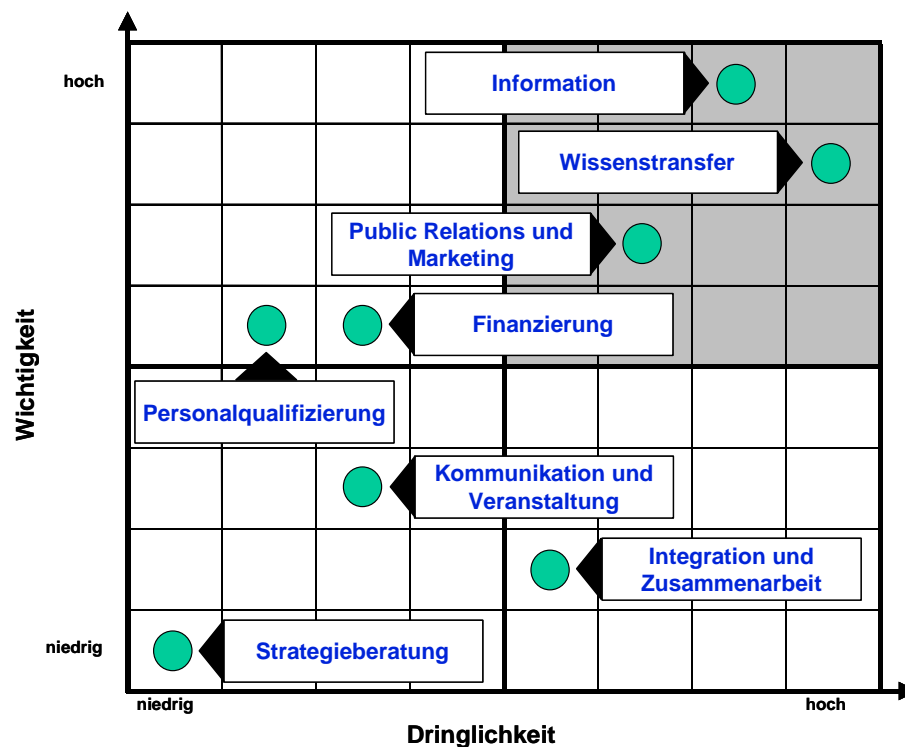 hoch
Information
Wissenstransfer
Public Relations und
Marketing
Finanzierung
Wichtigkeit
Personalqualifizierung
Kommunikation und
Veranstaltung
Integration und
Zusammenarbeit
niedrig
Strategieberatung
niedrig
hoch
Dringlichkeit